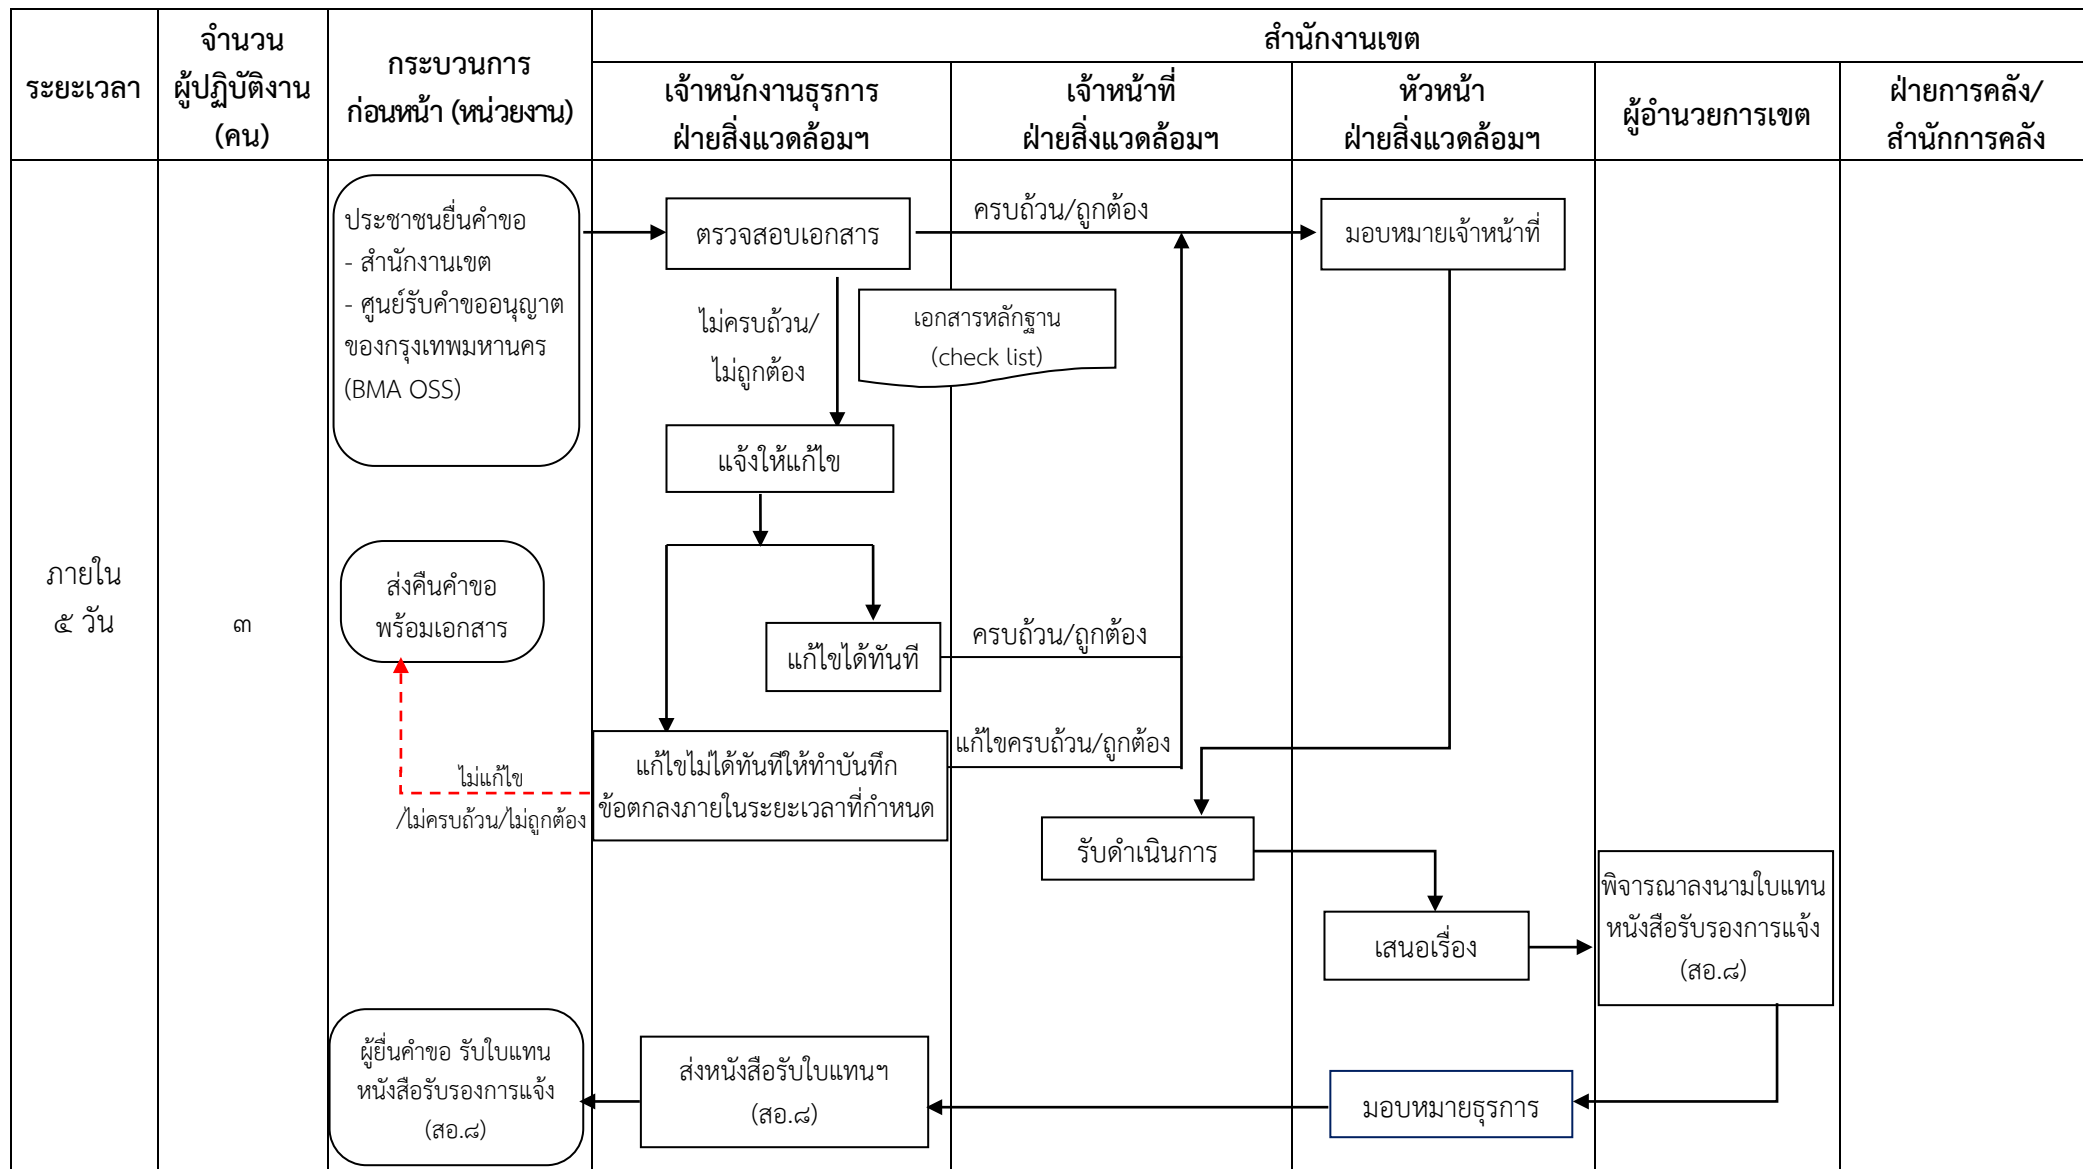 ระยะเวลา
จำนวน
ผู้ปฏิบัติงาน
(คน)
กระบวนการ
ก่อนหน้า (หน่วยงาน)
สำนักงานเขต
เจ้าหนักงานธุรการ
ฝ่ายสิ่งแวดล้อมฯ
เจ้าหน้าที่
ฝ่ายสิ่งแวดล้อมฯ
หัวหน้า
ฝ่ายสิ่งแวดล้อมฯ
ผู้อำนวยการเขต
ฝ่ายการคลัง/
สำนักการคลัง
ภายใน
๕ วัน
๓
ประชาชนยื่นคำขอ
- สำนักงานเขต
- ศูนย์รับคำขออนุญาต
ของกรุงเทพมหานคร
(BMA OSS)
ตรวจสอบเอกสาร
ครบถ้วน/ถูกต้อง
มอบหมายเจ้าหน้าที่
ไม่ครบถ้วน/
ไม่ถูกต้อง
เอกสารหลักฐาน
(check list)
แจ้งให้แก้ไข
ส่งคืนคำขอ
พร้อมเอกสาร
แก้ไขได้ทันที
ครบถ้วน/ถูกต้อง
ไม่แก้ไข
/ไม่ครบถ้วน/ไม่ถูกต้อง
แก้ไขไม่ได้ทันทีให้ทำบันทึก
ข้อตกลงภายในระยะเวลาที่กำหนด
แก้ไขครบถ้วน/ถูกต้อง
รับดำเนินการ
เสนอเรื่อง
พิจารณาลงนามใบแทน
หนังสือรับรองการแจ้ง
(สอ.๘)
ผู้ยื่นคำขอ รับใบแทน
หนังสือรับรองการแจ้ง
(สอ.๘)
ส่งหนังสือรับใบแทนฯ
(สอ.๘)
มอบหมายธุรการ